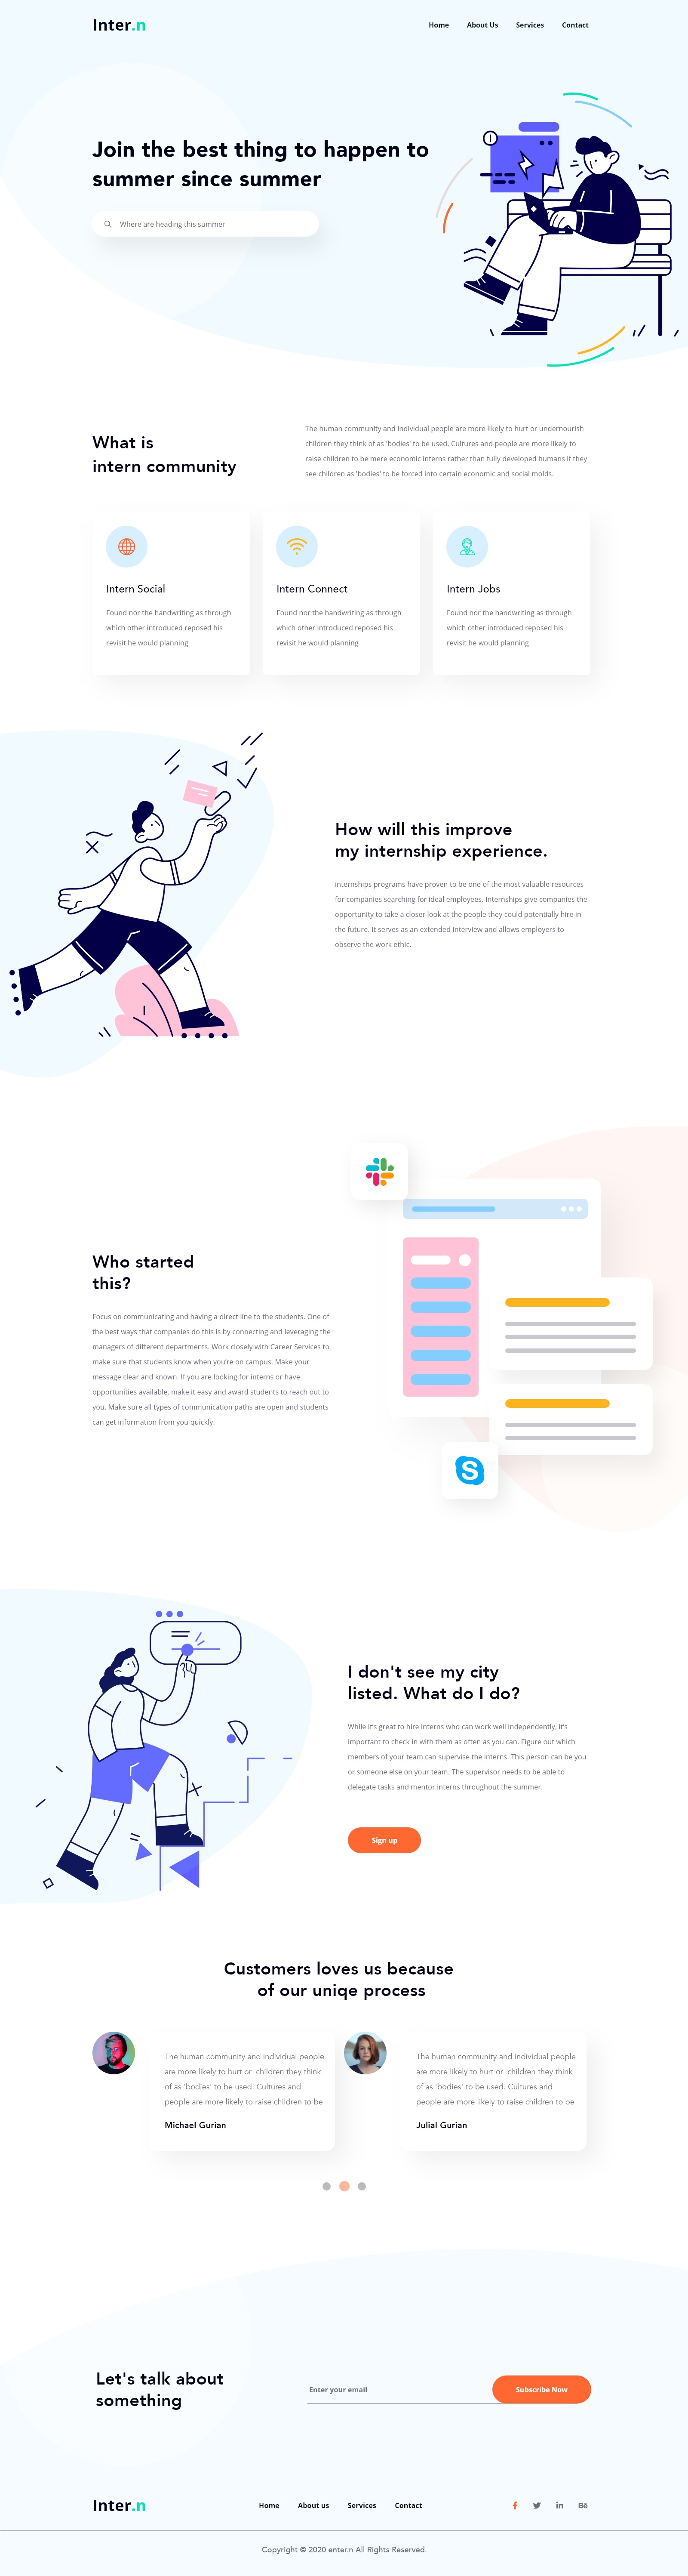 Inter.n
Home About Us Services Contact
Join the best thing to happen to
summer since summer
Where are heading this summer
What is
intern community
The human community and individual people are more likely to hurt or undernourish
children they think of as 'bodies' to be used. Cultures and people are more likely to
raise children to be mere economic interns rather than fully developed humans if they
see children as 'bodies' to be forced into certain economic and social molds.
Intern Social
Found nor the handwriting as through
which other introduced reposed his
revisit he would planning
Intern Connect
Found nor the handwriting as through
which other introduced reposed his
revisit he would planning
Intern Jobs
Found nor the handwriting as through
which other introduced reposed his
revisit he would planning
How will this improve
my internship experience.
internships programs have proven to be one of the most valuable resources
for companies searching for ideal employees. Internships give companies the
opportunity to take a closer look at the people they could potentially hire in
the future. It serves as an extended interview and allows employers to
observe the work ethic.
Who started
this?
Focus on communicating and having a direct line to the students. One of
the best ways that companies do this is by connecting and leveraging the
managers of different departments. Work closely with Career Services to
make sure that students know when you're on campus. Make your
message clear and known. If you are looking for interns or have
opportunities available, make it easy and award students to reach out to
you. Make sure all types of communication paths are open and students
can get information from you quickly.
I don't see my city
listed. What do I do?
While it's great to hire interns who can work well independently, it's
important to check in with them as often as you can. Figure out which
members of your team can supervise the interns. This person can be you
or someone else on your team. The supervisor needs to be able to
delegate tasks and mentor interns throughout the summer.
Sign up
Customers loves us because
of our uniqe process
The human community and individual people
are more likely to hurt or children they think
of as 'bodies' to be used. Cultures and
people are more likely to raise children to be
Michael Gurian
The human community and individual people
are more likely to hurt or children they think
of as 'bodies' to be used. Cultures and
people are more likely to raise children to be
Julial Gurian
Let's talk about
something
Enter your email
Subscribe Now
Inter.n
Home About us Services Contact
Copyright © 2020 enter.n All Rights Reserved.